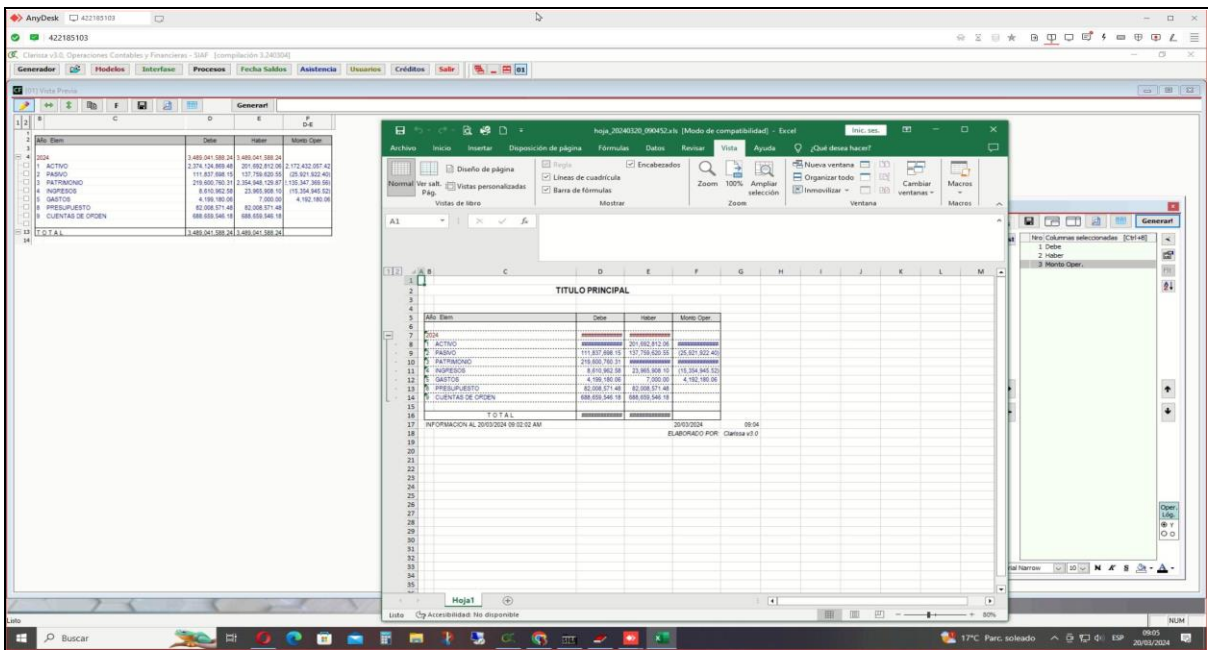 AnyDesk 422185103
422185103
Clarissa v3.0, Operaciones Contables y Financieras - SIAF [compilación 3.240304]
Generador Modelos Interfase Procesos Fecha Saldos Asistencia Usuarios Créditos Salir
[01] Vista Previa
F Generar!
1 2 B C D E F
D-E
Año Elem Debe Haber Monto Oper.
2024 3,489,041,588.24 3,489,041,588.24
1 ACTIVO 2,374,124,869.48 201,692,812.06 2,172,432,057.42
2 PASIVO 111,837,698.15 137,759,620.55 (25,921,922.40)
3 PATRIMONIO 219,600,760.31 2,354,948,129.87
4 INGRESOS 8,610,962.58 23,965,908.10 (15,354,945.52)
5 GASTOS 4,199,180.06 7,000.00 4,192,180.06
PRESUPUESTO 82,008,571.48 82,008,571.48
CUENTAS DE ORDEN 688,659,546.18 688,659,546.18
T O T A L 3,489,041,588.24 3,489,041,588.24
hoja_20240320_090452.xls [Modo de compatibilidad] - Excel Inic. ses.
Archivo Inicio Insertar Disposición de página Fórmulas Datos Revisar Vista Ayuda ¿Qué desea hacer?
Normal Ver salt. Pág. Diseño de página Vistas personalizadas
Regla Encabezados
Líneas de cuadrícula
Barra de fórmulas
Zoom 100% Ampliar selección
Nueva ventana
Organizar todo
Inmovilizar
Cambiar ventanas
Macros
Vistas de libro Mostrar Zoom Ventana Macros
A1 fx
1 2 A B C D E F G H I J K L M
TITULO PRINCIPAL
Año Elem Debe Haber Monto Oper.
2024
ACTIVO 201,692,812.06
PASIVO 111,837,698.15 137,759,620.55 (25,921,922.40)
PATRIMONIO 219,600,760.31
INGRESOS 8,610,962.58 23,965,908.10 (15,354,945.52)
GASTOS 4,199,180.06 7,000.00 4,192,180.06
PRESUPUESTO 82,008,571.48 82,008,571.48
CUENTAS DE ORDEN 688,659,546.18 688,659,546.18
T O T A L
INFORMACION AL 20/03/2024 09:02:02 AM 20/03/2024 09:04
ELABORADO POR: Clarissa v3.0
Hoja1
Listo Accesibilidad: No disponible 80%
Generar!
Nro Columnas seleccionadas [Ctrl+E]
1 Debe
2 Haber
3 Monto Oper.
Oper. Lóg.
Y
O
Narrow 10 N K S A
Listo NUM
Buscar
17°C Parc. soleado ESP 09:05
20/03/2024